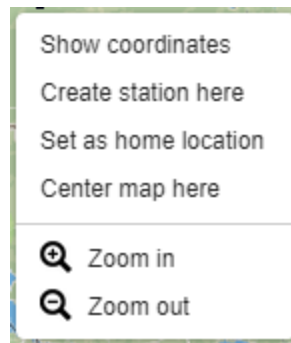 Show coordinates
Create station here
Set as home location
Center map here
Zoom in
Zoom out